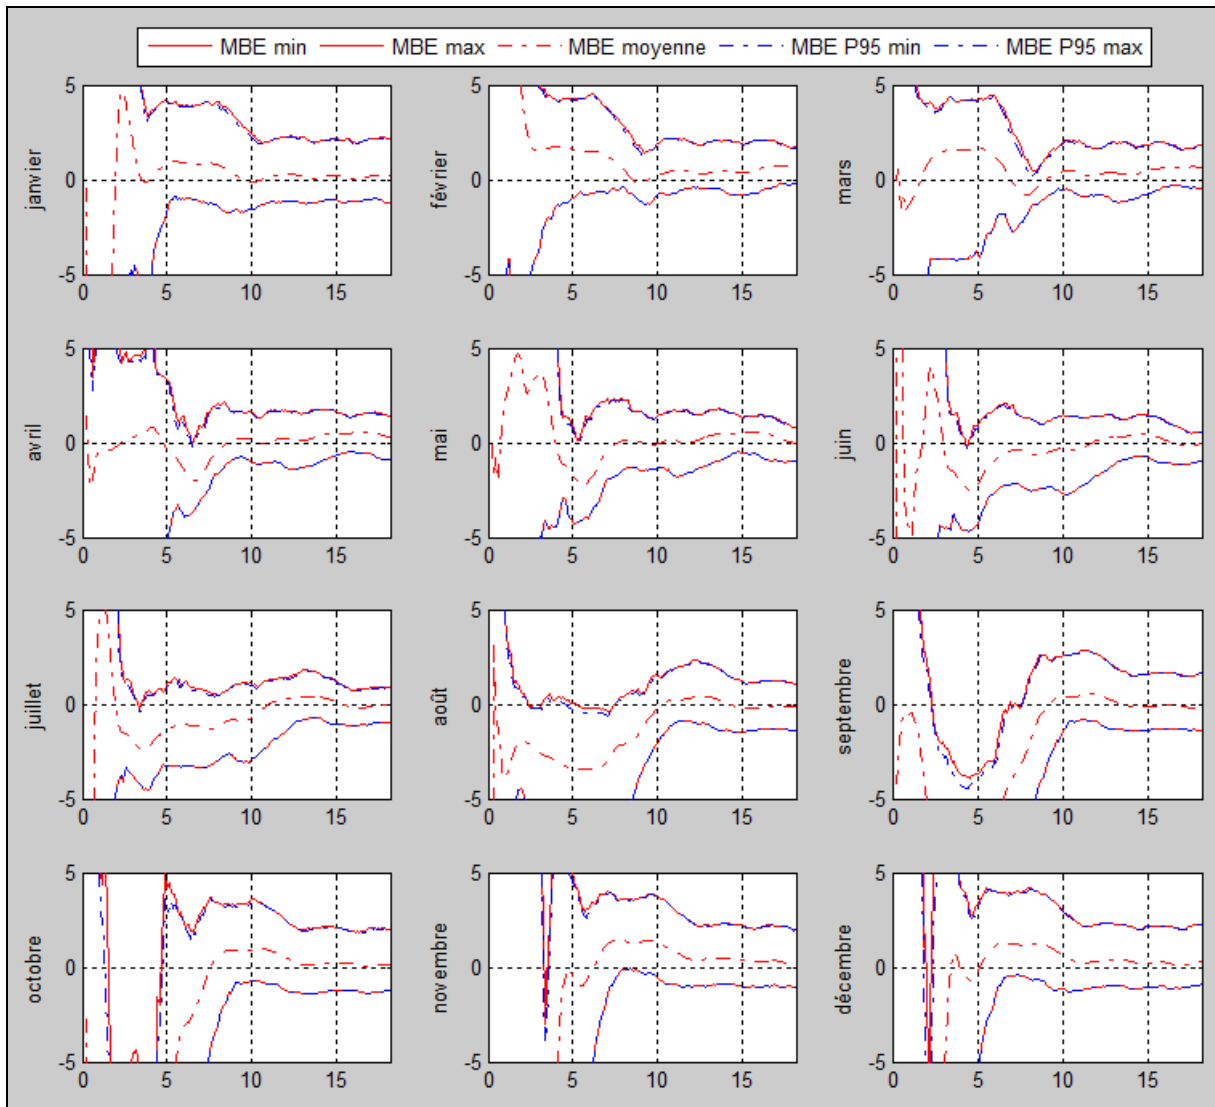 MBE min MBE max MBE moyenne MBE P95 min MBE P95 max
5 5 5
janvier février mars
0 0 0
-5 -5 -5
0 5 10 15 0 5 10 15 0 5 10 15
5 5 5
avril mai juin
0 0 0
-5 -5 -5
0 5 10 15 0 5 10 15 0 5 10 15
5 5 5
juillet août septembre
0 0 0
-5 -5 -5
0 5 10 15 0 5 10 15 0 5 10 15
5 5 5
octobre novembre décembre
0 0 0
-5 -5 -5
0 5 10 15 0 5 10 15 0 5 10 15